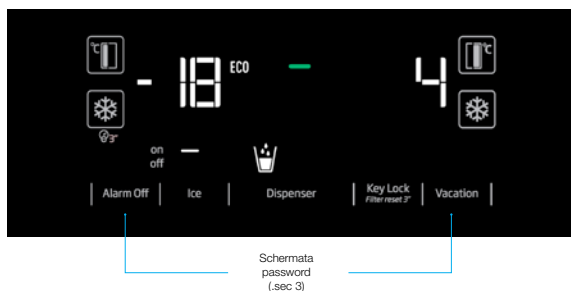 °C
°C
-18
ECO
4
3"
on
off
Alarm Off
Ice
Dispenser
Key Lock
Filter reset 3"
Vacation
Schermata
password
(.sec 3)